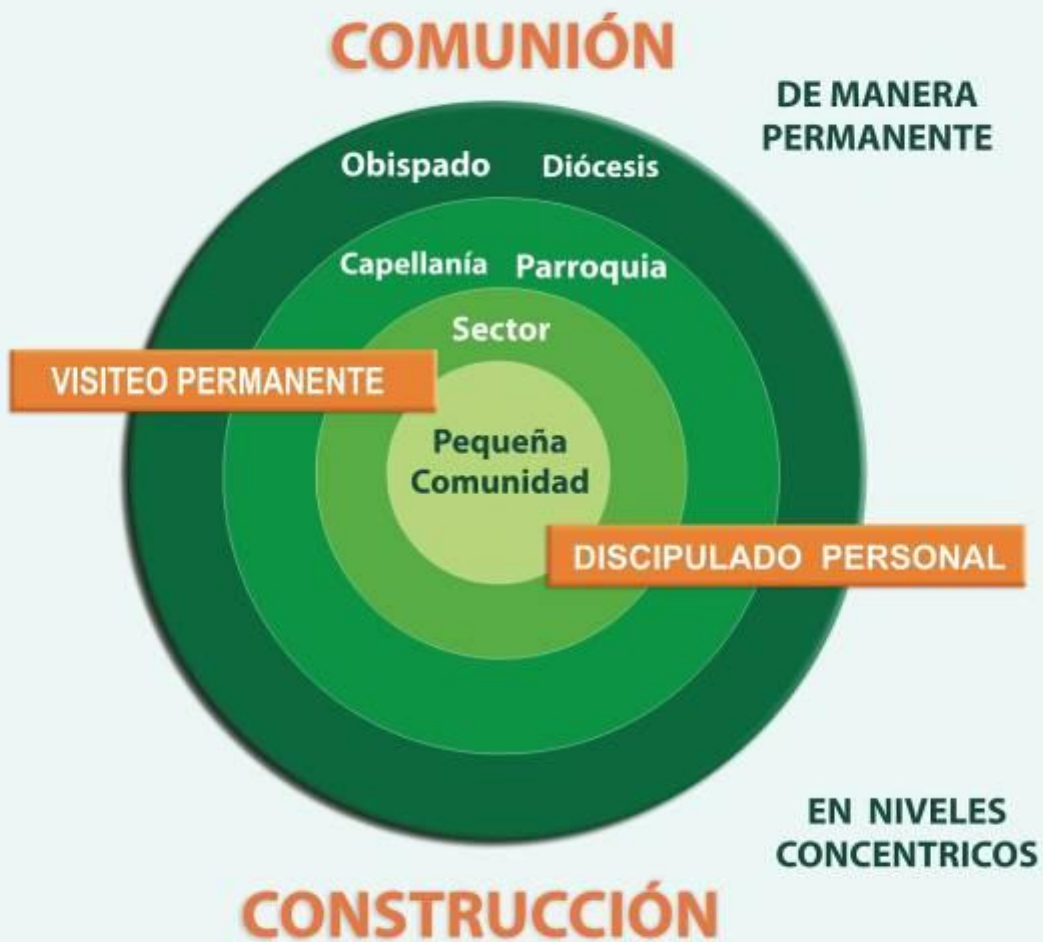 COMUNIÓN
DE MANERA
PERMANENTE
Obispado Diócesis
Capellanía Parroquia
Sector
VISITEO PERMANENTE
Pequeña
Comunidad
DISCIPULADO PERSONAL
EN NIVELES
CONCENTRICOS
CONSTRUCCIÓN